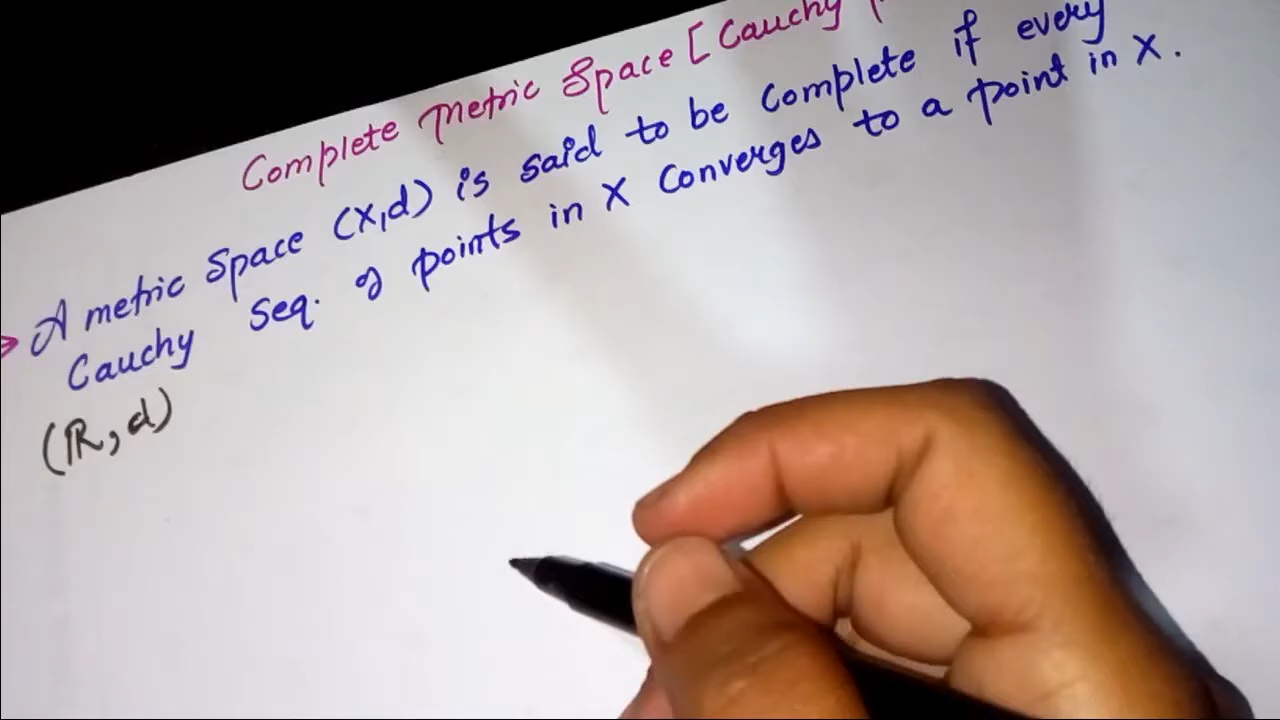 Complete Metric Space [Cauchy
A metric Space (X,d) is said to be complete if every
Cauchy Seq. of points in X Converges to a point in X.
(ℝ, d)